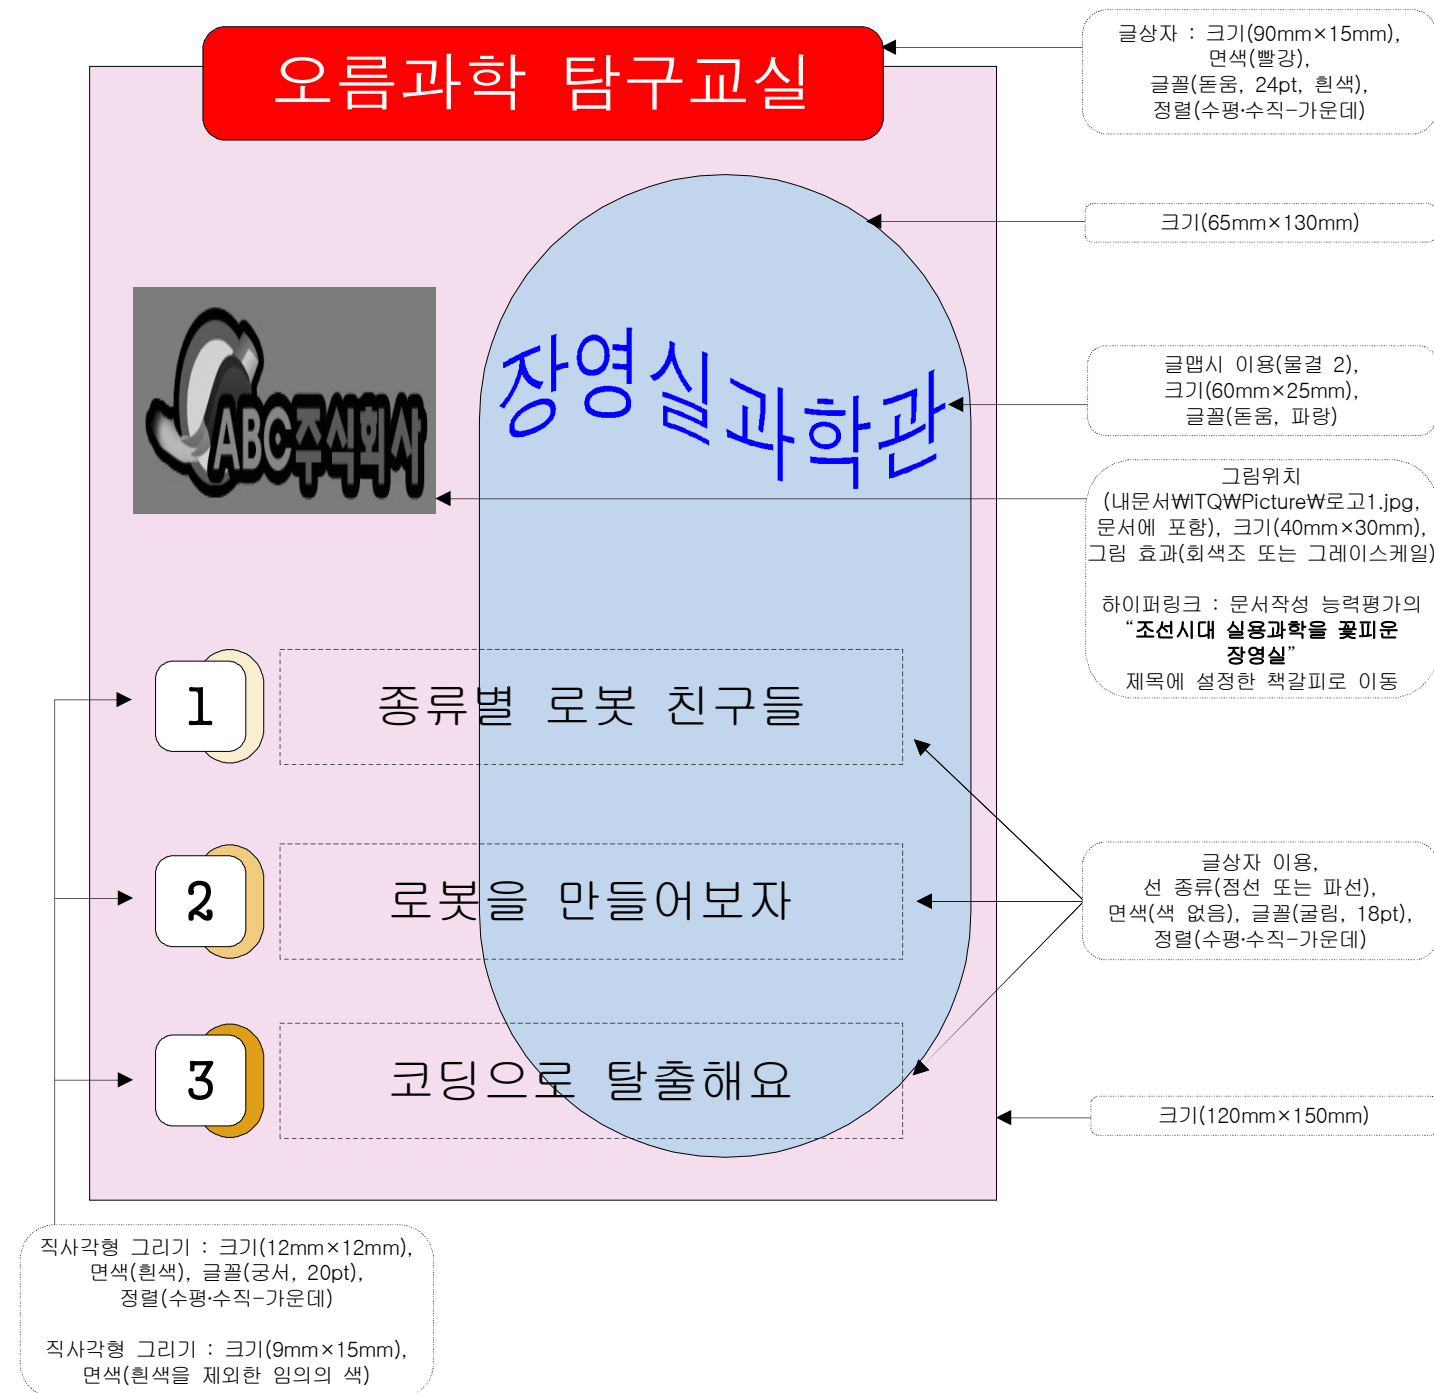 오름과학 탐구교실
글상자 : 크기(90mm×15mm),
면색(빨강),
글꼴(돋움, 24pt, 흰색),
정렬(수평·수직-가운데)
크기(65mm×130mm)
장영실과학관
글맵시 이용(물결 2),
크기(60mm×25mm),
글꼴(돋움, 파랑)
ABC주식회사
그림위치
(내문서₩ITQ₩Picture₩로고1.jpg,
문서에 포함), 크기(40mm×30mm),
그림 효과(회색조 또는 그레이스케일)
하이퍼링크 : 문서작성 능력평가의
“조선시대 실용과학을 꽃피운
장영실”
제목에 설정한 책갈피로 이동
1 종류별 로봇 친구들
2 로봇을 만들어보자
글상자 이용,
선 종류(점선 또는 파선),
면색(색 없음), 글꼴(굴림, 18pt),
정렬(수평·수직-가운데)
3 코딩으로 탈출해요
크기(120mm×150mm)
직사각형 그리기 : 크기(12mm×12mm),
면색(흰색), 글꼴(궁서, 20pt),
정렬(수평·수직-가운데)
직사각형 그리기 : 크기(9mm×15mm),
면색(흰색을 제외한 임의의 색)